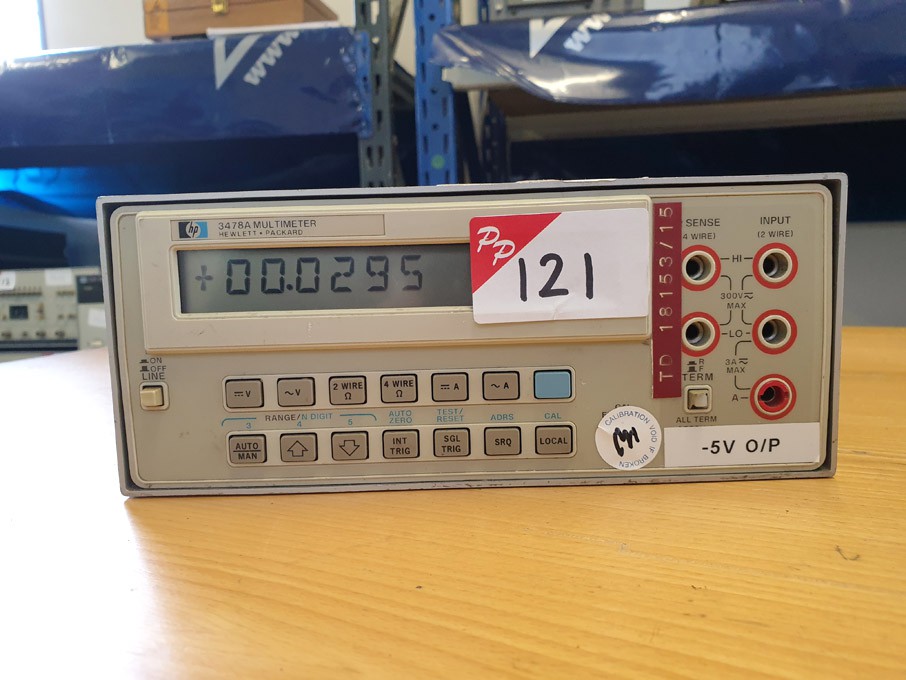 www
www
hp
3478A MULTIMETER
HEWLETT • PACKARD
+00.0295
PP
121
TD 18153/15
SENSE
(4 WIRE)
INPUT
(2 WIRE)
HI
300V
MAX
LO
3A
MAX
A
R
F
TERM
ALL TERM
ON
OFF
LINE
V
~V
2 WIRE
Ω
4 WIRE
Ω
A
~A
RANGE/N DIGIT
3
4
5
AUTO
ZERO
TEST/
RESET
ADRS
CAL
AUTO
MAN
INT
TRIG
SGL
TRIG
SRQ
LOCAL
CALIBRATION VOID IF BROKEN
-5V O/P